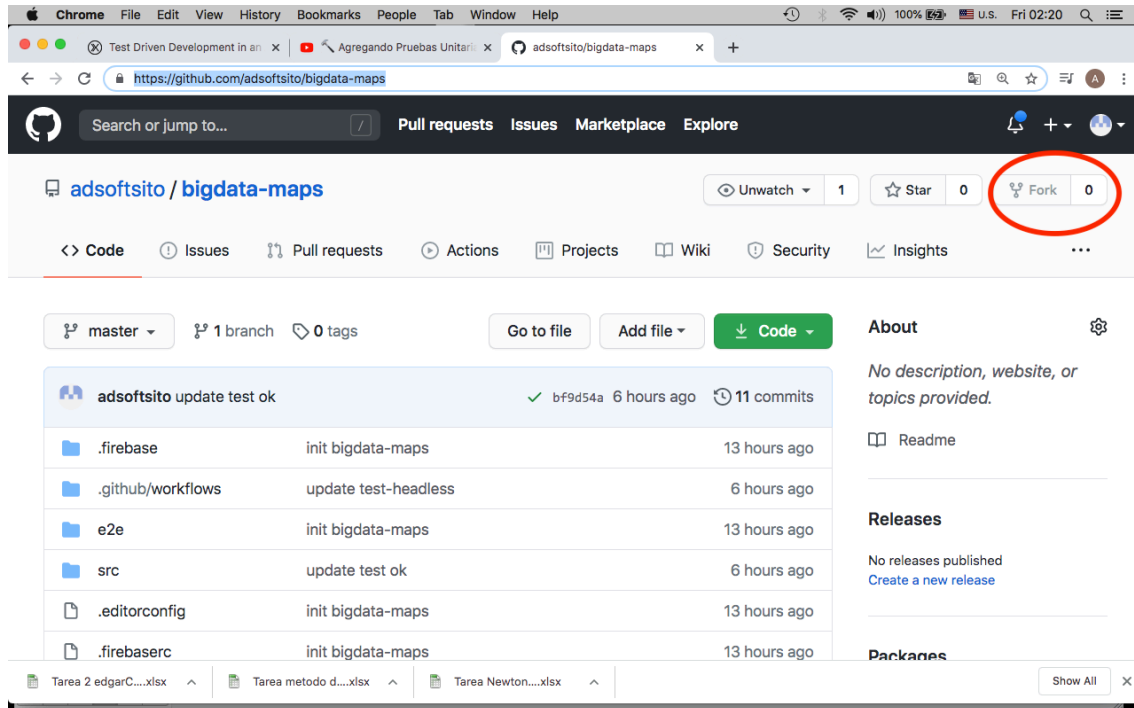 Chrome File Edit View History Bookmarks People Tab Window Help 100% U.S. Fri 02:20
Test Driven Development in an Agregando Pruebas Unitari adsoftsito/bigdata-maps
https://github.com/adsoftsito/bigdata-maps A
Search or jump to... / Pull requests Issues Marketplace Explore
adsoftsito / bigdata-maps Unwatch 1 Star 0 Fork 0
<> Code Issues Pull requests Actions Projects Wiki Security Insights ...
master 1 branch 0 tags Go to file Add file Code About
adsoftsito update test ok bf9d54a 6 hours ago 11 commits
No description, website, or
topics provided.
Readme
.firebase init bigdata-maps 13 hours ago
.github/workflows update test-headless 6 hours ago
e2e init bigdata-maps 13 hours ago
src update test ok 6 hours ago
.editorconfig init bigdata-maps 13 hours ago
.firebaserc init bigdata-maps 13 hours ago
Releases
No releases published
Create a new release
Packages
Tarea 2 edgarC....xlsx Tarea metodo d....xlsx Tarea Newton....xlsx Show All